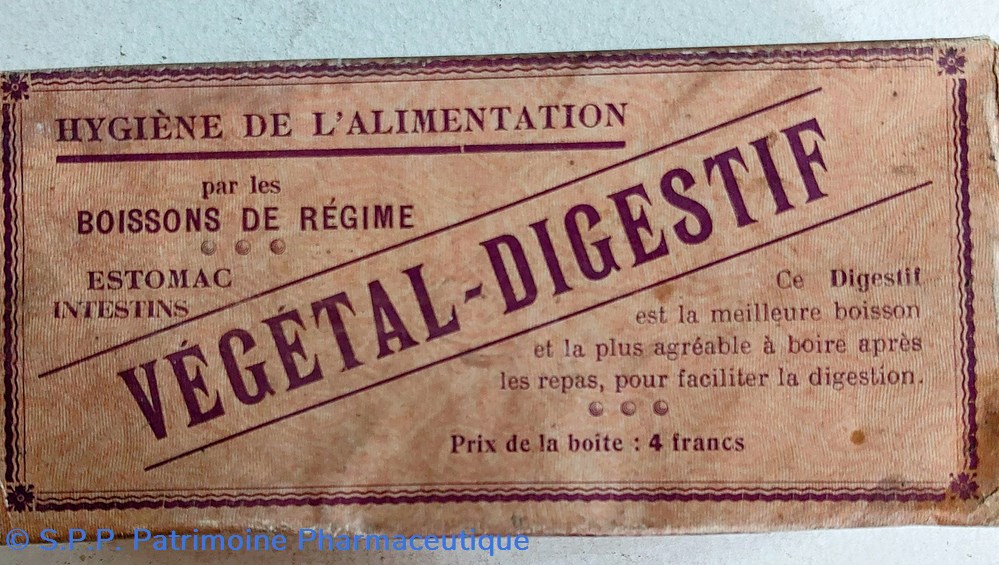 HYGIÈNE DE L'ALIMENTATION
par les
BOISSONS DE RÉGIME
ESTOMAC
INTESTINS
VÉGÉTAL-DIGESTIF
Ce Digestif
est la meilleure boisson
et la plus agréable à boire après
les repas, pour faciliter la digestion.
Prix de la boîte : 4 francs
© S.P.P. Patrimoine Pharmaceutique